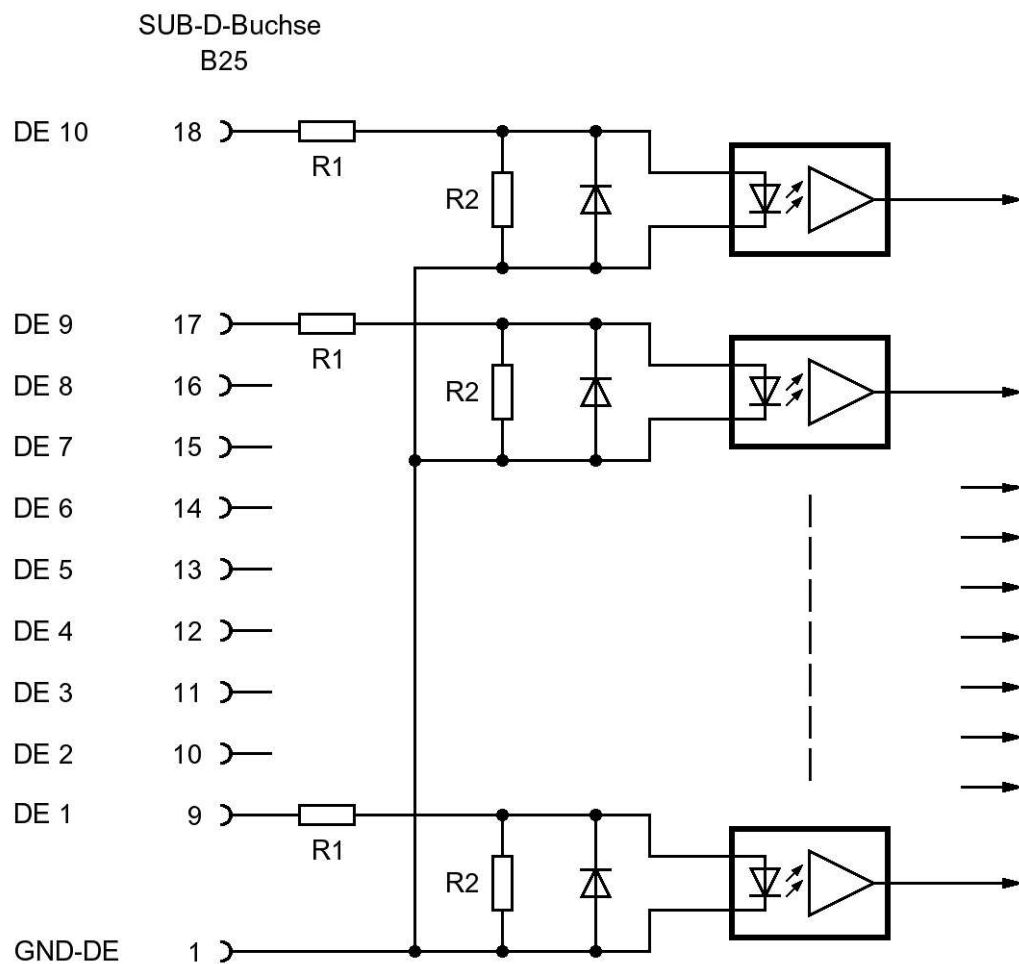 SUB-D-Buchse
B25
DE 10 18
R1
R2
DE 9 17
R1
DE 8 16
R2
DE 7 15
DE 6 14
DE 5 13
DE 4 12
DE 3 11
DE 2 10
DE 1 9
R1
R2
GND-DE 1